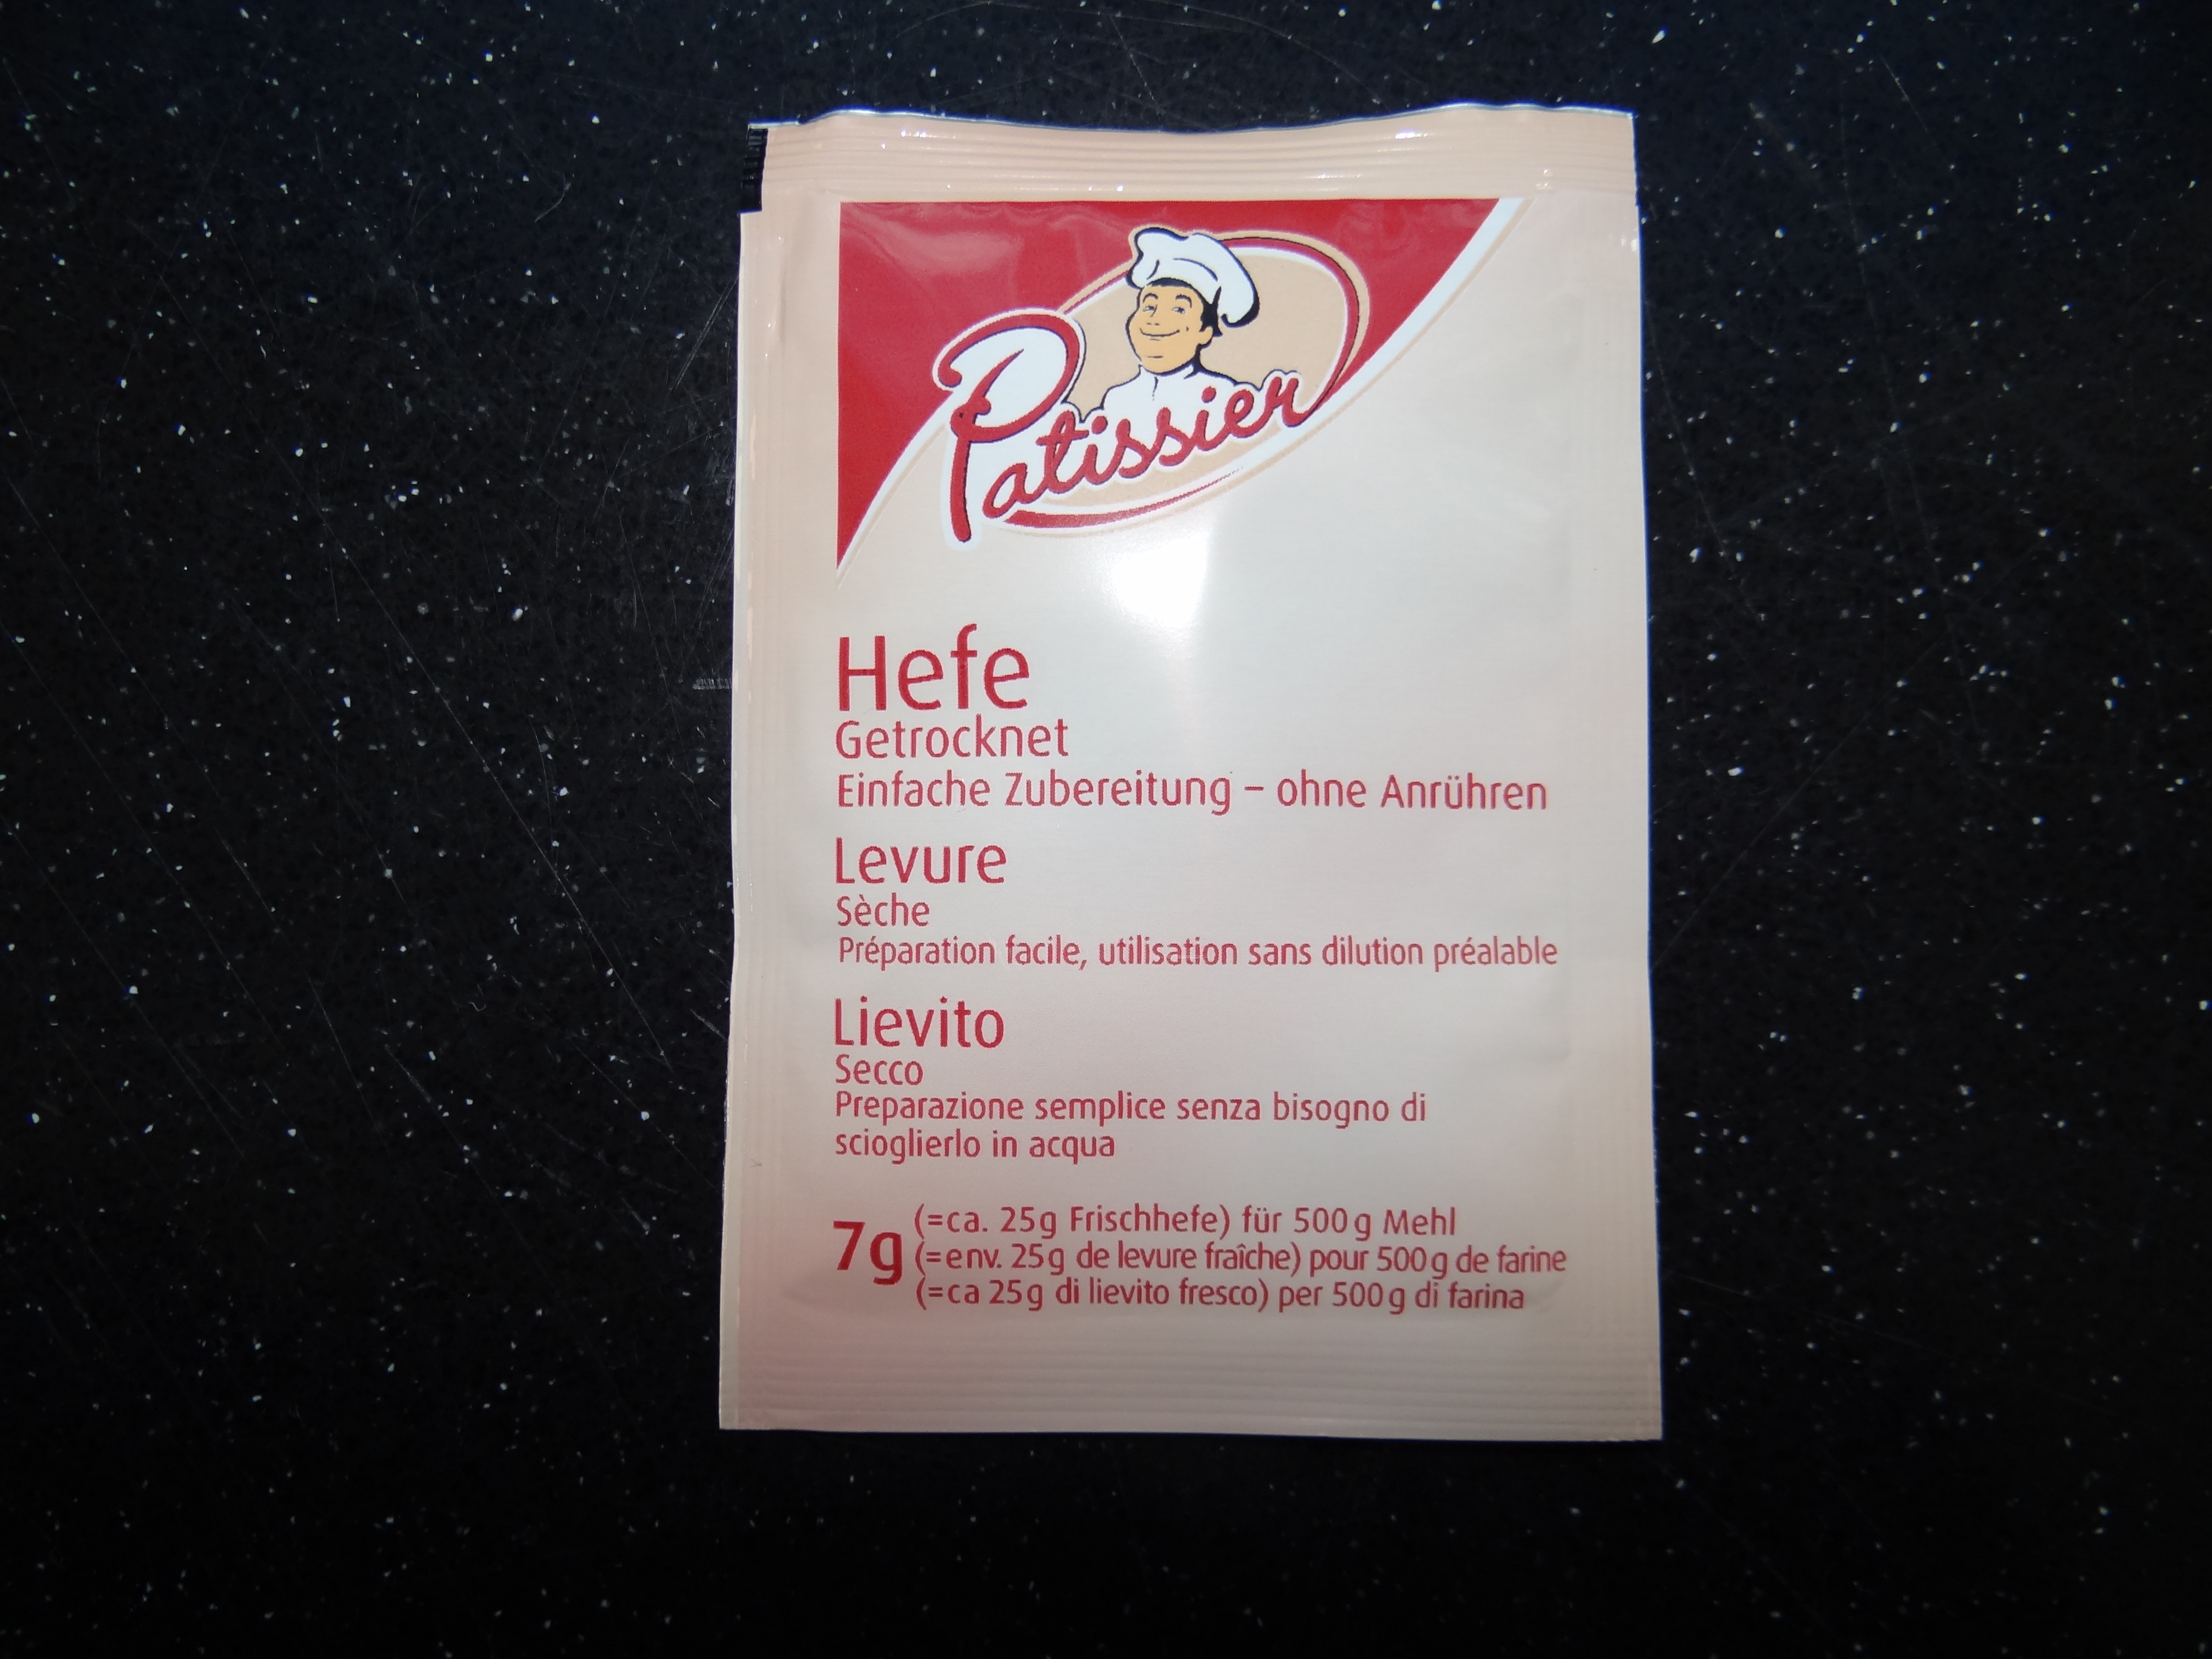 Patissier
Hefe
Getrocknet
Einfache Zubereitung – ohne Anrühren
Levure
Sèche
Préparation facile, utilisation sans dilution préalable
Lievito
Secco
Preparazione semplice senza bisogno di
scioglierlo in acqua
7g
(=ca. 25g Frischhefe) für 500g Mehl
(=env. 25g de levure fraîche) pour 500g de farine
(=ca 25g di lievito fresco) per 500g di farina